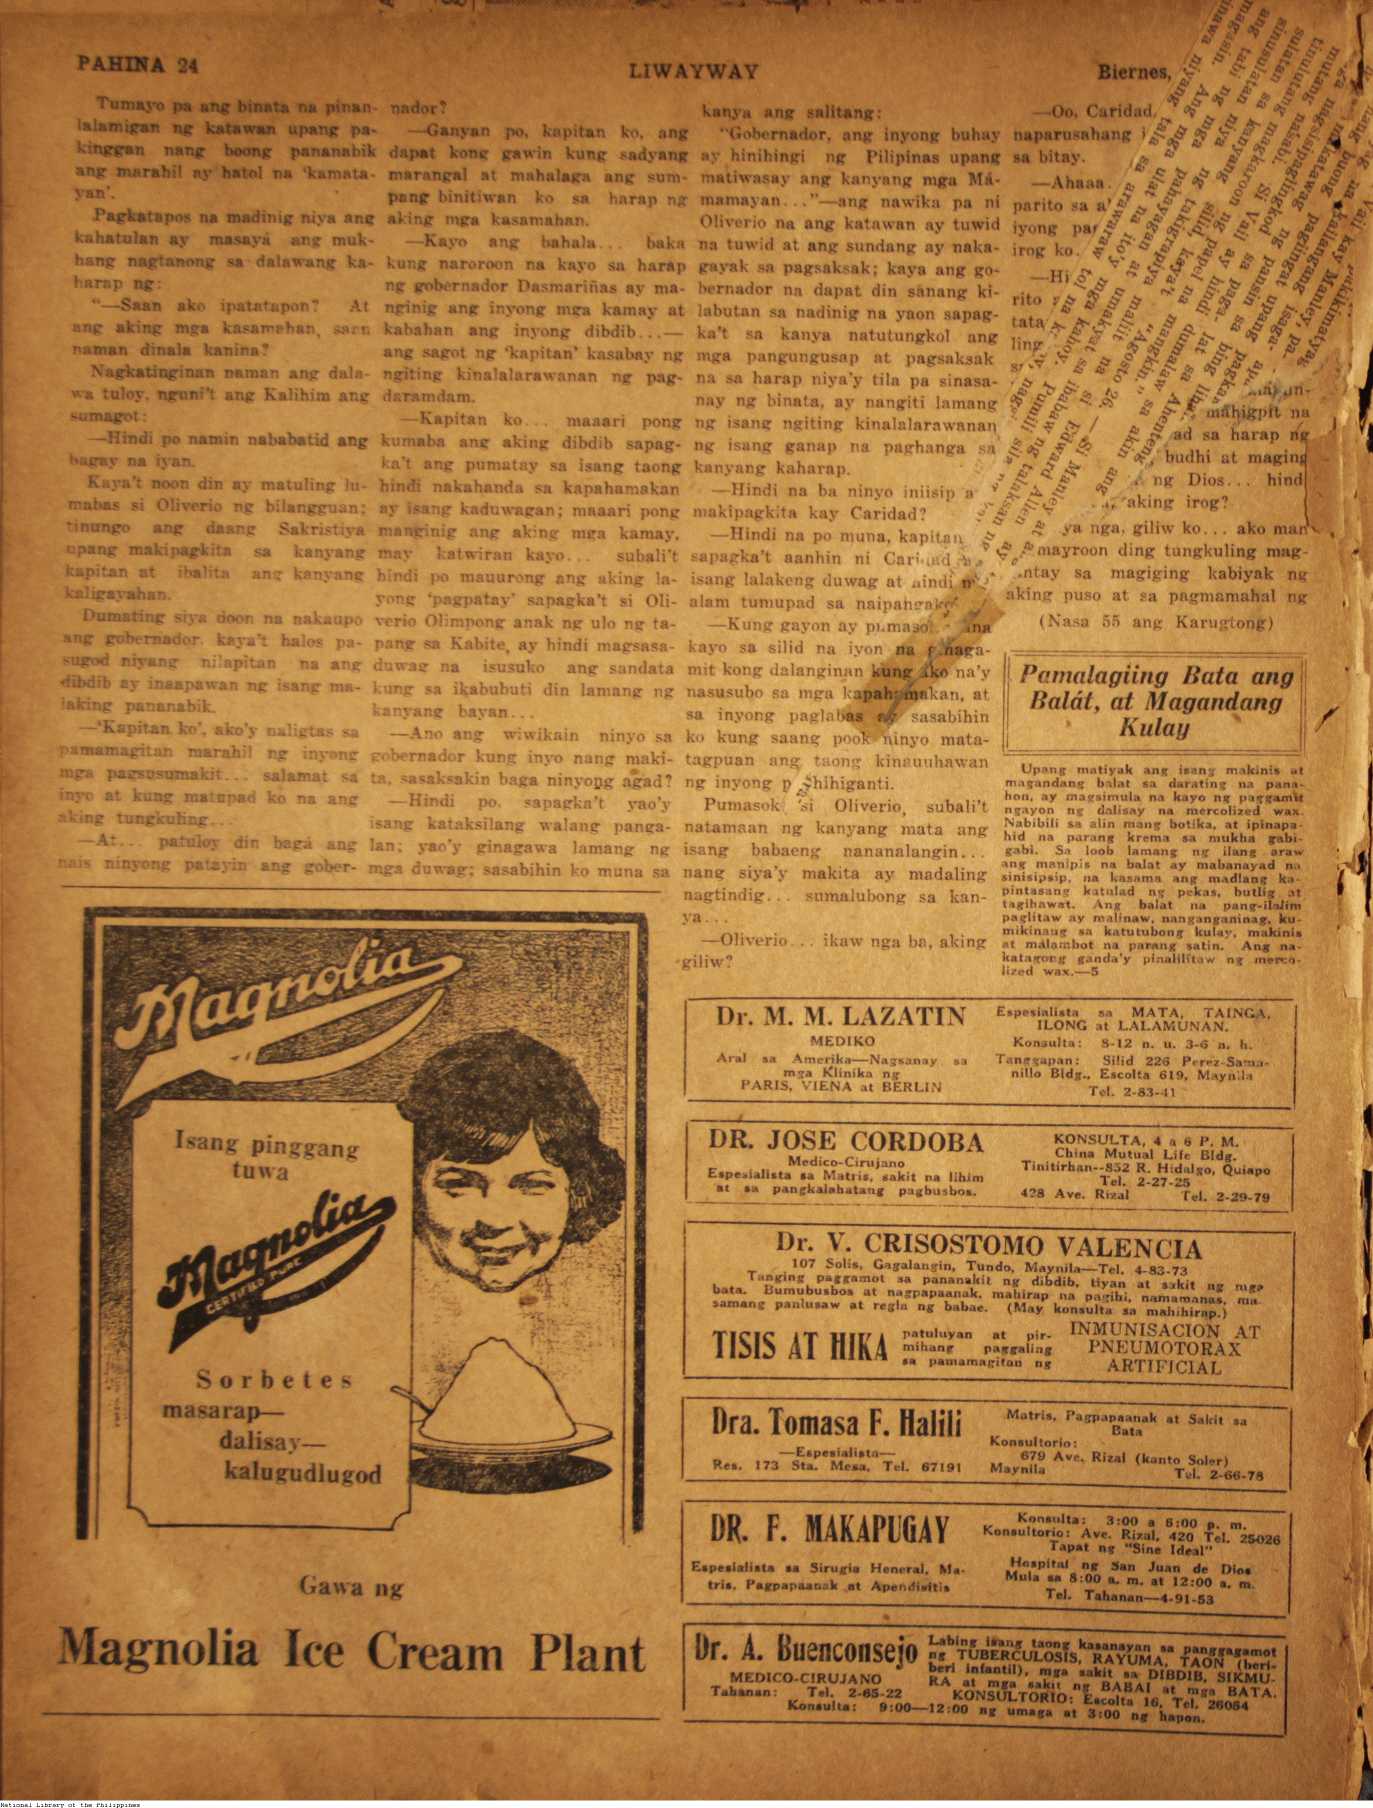 PAHINA 24
LIWAYWAY
Biernes,
Tumayo pa ang binata na pinan-
lalamigan ng katawan upang pa-
kinggan nang boong pananabik
ang marahil ay hatol na ‘kamata-
yan’.
Pagkatapos na madinig niya ang
kahatulan ay masayá ang muk-
hang nagtanong sa dalawang ka-
harap ng:
“—Saan ako ipatatapon? At
ang aking mga kasamahan, saan
naman dinala kanina?
Nagkatinginan naman ang dala-
wa tuloy, nguni’t ang Kalihim ang
sumagot:
—Hindi po namin nababatid ang
bagay na iyan.
Kaya’t noon din ay matuling lu-
mabas si Oliverio ng bilangguan;
tinungo ang daang Sakristiya
upang makipagkita sa kanyang
kapitan at ibalita ang kanyang
kaligayahan.
Dumating siya doon na nakaupo
ang gobernador, kaya’t halos pa-
sugod niyang nilapitan na ang
dibdib ay inaapawan ng isang ma-
laking pananabik.
—‘Kapitan ko’, ako’y naligtas sa
pamamagitan marahil ng inyong
mga pagsusumakit... salamat sa
inyo at kung matupad ko na ang
aking tungkuling...
—At... patuloy din bagá ang
nais ninyong patayin ang gober-
nador?
—Ganyan po, kapitan ko, ang
dapat kong gawin kung sadyang
marangal at mahalaga ang sum-
pang binitiwan ko sa harap ng
aking mga kasamahan.
—Kayo ang bahala... baka
kung naroroon na kayo sa harap
ng gobernador Dasmariñas ay ma-
nginig ang inyong mga kamay at
kabahan ang inyong dibdib...—
ang sagot ng ‘kapitan’ kasabay ng
ngiting kinalalarawanan ng pag-
daramdam.
—Kapitan ko... maaari pong
kumaba ang aking dibdib sapag-
ka’t ang pumatay sa isang taong
hindi nakahanda sa kapahamakan
ay isang kaduwagan; maaari pong
manginig ang aking mga kamay,
may katwiran kayo... subali’t
hindi po mauurong ang aking la-
yong ‘pagpatay’ sapagka’t si Oli-
verio Olimpong anak ng ulo ng ta-
pang sa Kabite, ay hindi magsasa-
duwag na isusuko ang sandata
kung sa ikabubuti din lamang ng
kanyang bayan...
—Ano ang wiwikain ninyo sa
gobernador kung inyo nang maki-
ta, sasaksakin baga ninyong agad?
—Hindi po, sapagka’t yao’y
isang kataksilang walang panga-
lan; yao’y ginagawa lamang ng
mga duwag; sasabihin ko muna sa
kanya ang salitang:
“Gobernador, ang inyong buhay
ay hinihingi ng Pilipinas upang
matiwasay ang kanyang mga Má-
mamayan...”—ang nawika pa ni
Oliverio na ang katawan ay tuwid
na tuwid at ang sundang ay naka-
gayak sa pagsaksak; kaya ang go-
bernador na dapat din sanang ki-
labutan sa nadinig na yaon sapag-
ka’t sa kanya natutungkol ang
mga pangungusap at pagsaksak
na sa harap niya’y tila pa sinasa-
nay ng binata, ay nangiti lamang
ng isang ngiting kinalalarawanan
ng isang ganap na paghanga sa
kanyang kaharap.
—Hindi na ba ninyo iniisip
makipagkita kay Caridad?
—Hindi na po muna, kapitan
sapagka’t aanhin ni Caridad
isang lalakeng duwag at hindi
alam tumupad sa
—Kung gayon ay
kayo sa silid na iyon na
mit kong dalanginan kung ako na’y
nasusubo sa mga kapahamakan, at
sa inyong paglabas ay sasabihin
ko kung saang pook ninyo mata-
tagpuan ang taong kinauuhawan
ng inyong
Pumasok si Oliverio, subali’t
natamaan ng kanyang mata ang
isang babaeng nananalangin...
nang siya’y makita ay madaling
nagtindig... sumalubong sa kan-
ya...
—Oliverio... ikaw nga ba, aking
giliw?
—Oo, Caridad,
naparusahang
sa bitay.
—Ahaaa.
parito sa
iyong
irog ko.
rito
mahigpit na
sa harap ng
budhi at maging
ng Dios...
aking irog?
nga, giliw ko... ako man
mayroon ding tungkuling mag-
sa magiging kabiyak ng
aking puso at sa pagmamahal ng
(Nasa 55 ang Karugtong)
Pamalagiing Bata ang
Balát, at Magandang
Kulay
Upang matiyak ang isang makinis at
magandang balat sa darating na pana-
hon, ay magsimula na kayo ng paggamit
ngayon ng dalisay na mercolized wax.
Nabibili sa alin mang botika, at ipinapa-
hid na parang krema sa mukha gabi-
gabi. Sa loob lamang ng ilang araw
ang manipis na balat ay mabanayad na
sinisipsip, na kasama ang madlang ka-
pintasang katulad ng pekas, butlig at
tagihawat. Ang balat na pang-ilalim
paglitaw ay malinaw, nanganganinag, ku-
mikinang sa katutubong kulay, makinis
at malambot na parang satin. Ang na-
katagong ganda’y pinalilitaw ng merco-
lized wax.—5
Magnolia
Isang pinggang
tuwa
Magnolia
CERTIFIED PURE
Sorbetes
masarap—
dalisay—
kalugudlugod
Gawa ng
Magnolia Ice Cream Plant
Dr. M. M. LAZATIN
MEDIKO
Aral sa Amerika—Nagsanay sa
mga Klinika ng
PARIS, VIENA at BERLIN
Espesialista sa MATA, TAINGA,
ILONG at LALAMUNAN.
Konsulta: 8-12 n. u. 3-6 n. h.
Tanggapan: Silid 226 Perez-Sama-
nillo Bldg., Escolta 619, Maynila
Tel. 2-83-41
DR. JOSE CORDOBA
Medico-Cirujano
Espesialista sa Matris, sakit na lihim
at sa pangkalahatang pagbusbos.
KONSULTA, 4 a 6 P. M.
China Mutual Life Bldg.
Tinitirhan--852 R. Hidalgo, Quiapo
Tel. 2-27-25
428 Ave. Rizal Tel. 2-29-79
Dr. V. CRISOSTOMO VALENCIA
107 Solis, Gagalangin, Tundo, Maynila—Tel. 4-83-73
Tanging paggamot sa pananakit ng dibdib, tiyan at sakit ng mga
bata. Bumubusbos at nagpapaanak, mahirap na pagihi, namamanas, ma-
samang panlusaw at regla ng babae. (May konsulta sa mahihirap.)
TISIS AT HIKA
patuluyan at pir-
mihang paggaling
sa pamamagitan ng
INMUNISACION AT
PNEUMOTORAX
ARTIFICIAL
Dra. Tomasa F. Halili
—Espesialista—
Res. 173 Sta. Mesa, Tel. 67191
Matris, Pagpapaanak at Sakit sa
Bata
Konsultorio:
679 Ave. Rizal (kanto Soler)
Maynila Tel. 2-66-78
DR. F. MAKAPUGAY
Espesialista sa Sirugia Heneral, Ma-
tris, Pagpapaanak at Apendisitis
Konsulta: 3:00 a 6:00 p. m.
Konsultorio: Ave. Rizal, 420 Tel. 25026
Tapat ng “Sine Ideal”
Hospital ng San Juan de Dios
Mula sa 8:00 a. m. at 12:00 a. m.
Tel. Tahanan—4-91-53
Dr. A. Buenconsejo
MEDICO-CIRUJANO
Tahanan: Tel. 2-65-22
Labing isang taong kasanayan sa panggagamot
ng TUBERCULOSIS, RAYUMA, TAON (beri-
beri infantil), mga sakit sa DIBDIB, SIKMU-
RA at mga sakit ng BABAI at mga BATA.
KONSULTORIO: Escolta 16, Tel. 26054
Konsulta: 9:00—12:00 ng umaga at 3:00 ng hapon.
National Library of the Philippines